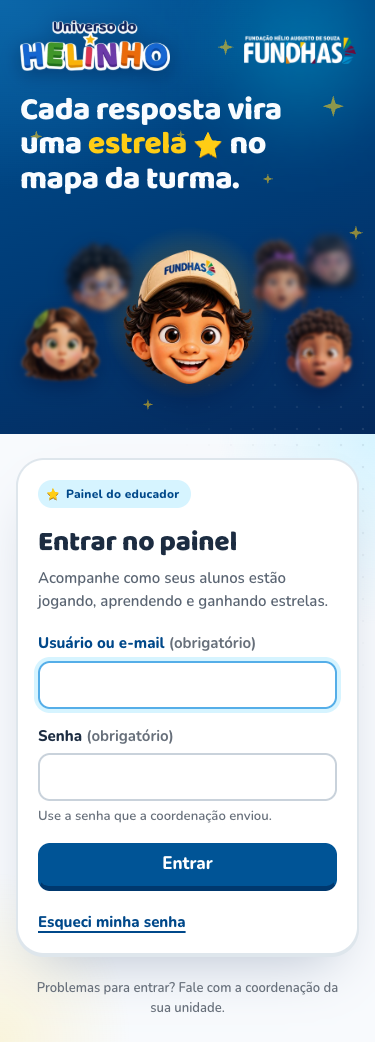 Universo do
HELINHO
FUNDAÇÃO HÉLIO AUGUSTO DE SOUZA
FUNDHAS
Cada resposta vira
uma estrela ⭐ no
mapa da turma.
FUNDHAS
⭐ Painel do educador
Entrar no painel
Acompanhe como seus alunos estão
jogando, aprendendo e ganhando estrelas.
Usuário ou e-mail (obrigatório)
Senha (obrigatório)
Use a senha que a coordenação enviou.
Entrar
Esqueci minha senha
Problemas para entrar? Fale com a coordenação da
sua unidade.